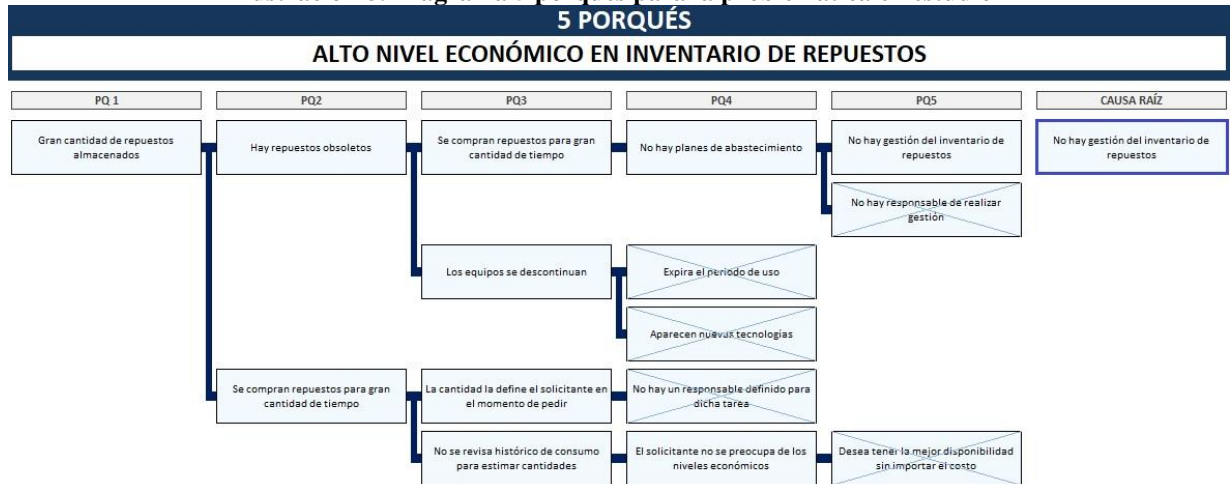 5 PORQUÉS
ALTO NIVEL ECONÓMICO EN INVENTARIO DE REPUESTOS
PQ 1
PQ2
PQ3
PQ4
PQ5
CAUSA RAÍZ
Gran cantidad de repuestos
almacenados
Hay repuestos obsoletos
Se compran repuestos para gran
cantidad de tiempo
No hay planes de abastecimiento
No hay gestión del inventario de
repuestos
No hay gestión del inventario de
repuestos
No hay responsable de realizar
gestión
Los equipos se descontinuan
Expira el periodo de uso
Aparecen nuevas tecnologías
Se compran repuestos para gran
cantidad de tiempo
La cantidad la define el solicitante en
el momento de pedir
No hay un responsable definido para
dicha tarea
No se revisa histórico de consumo
para estimar cantidades
El solicitante no se preocupa de los
niveles económicos
Desea tener la mejor disponibilidad
sin importar el costo